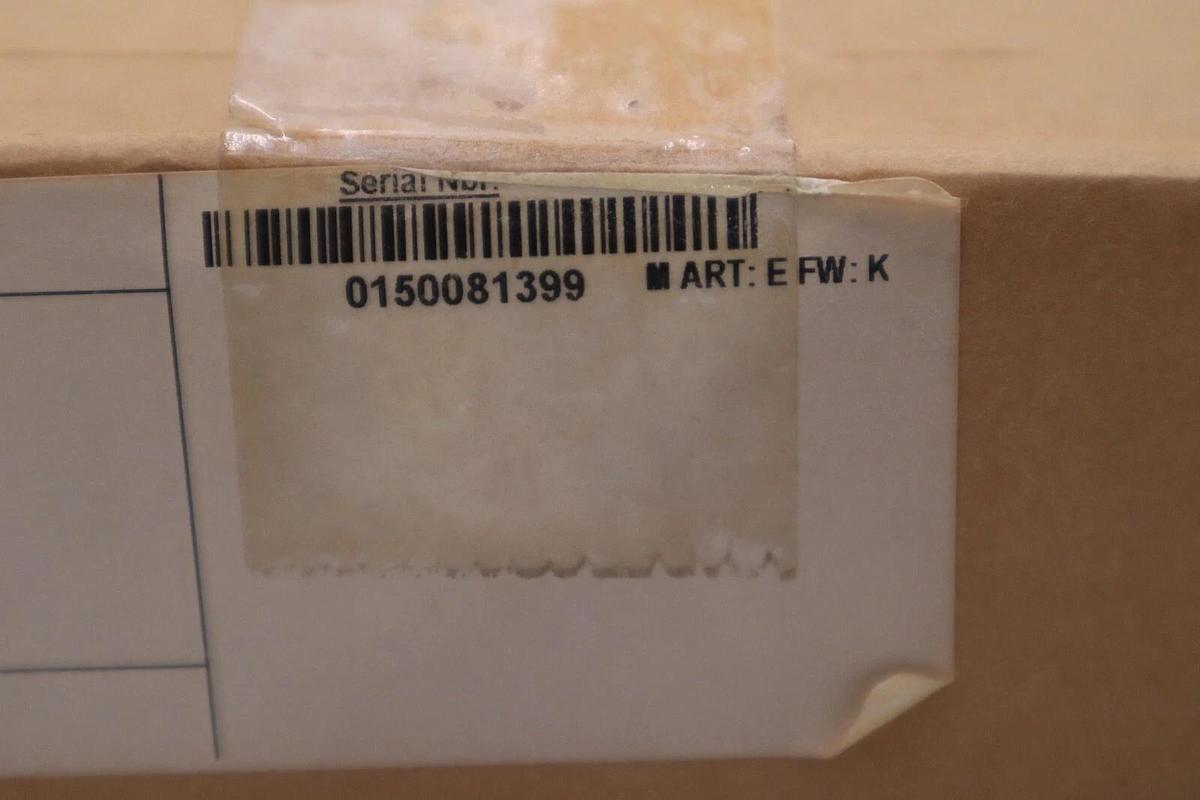 Serial Nbr.
0150081399 M ART: E FW: K